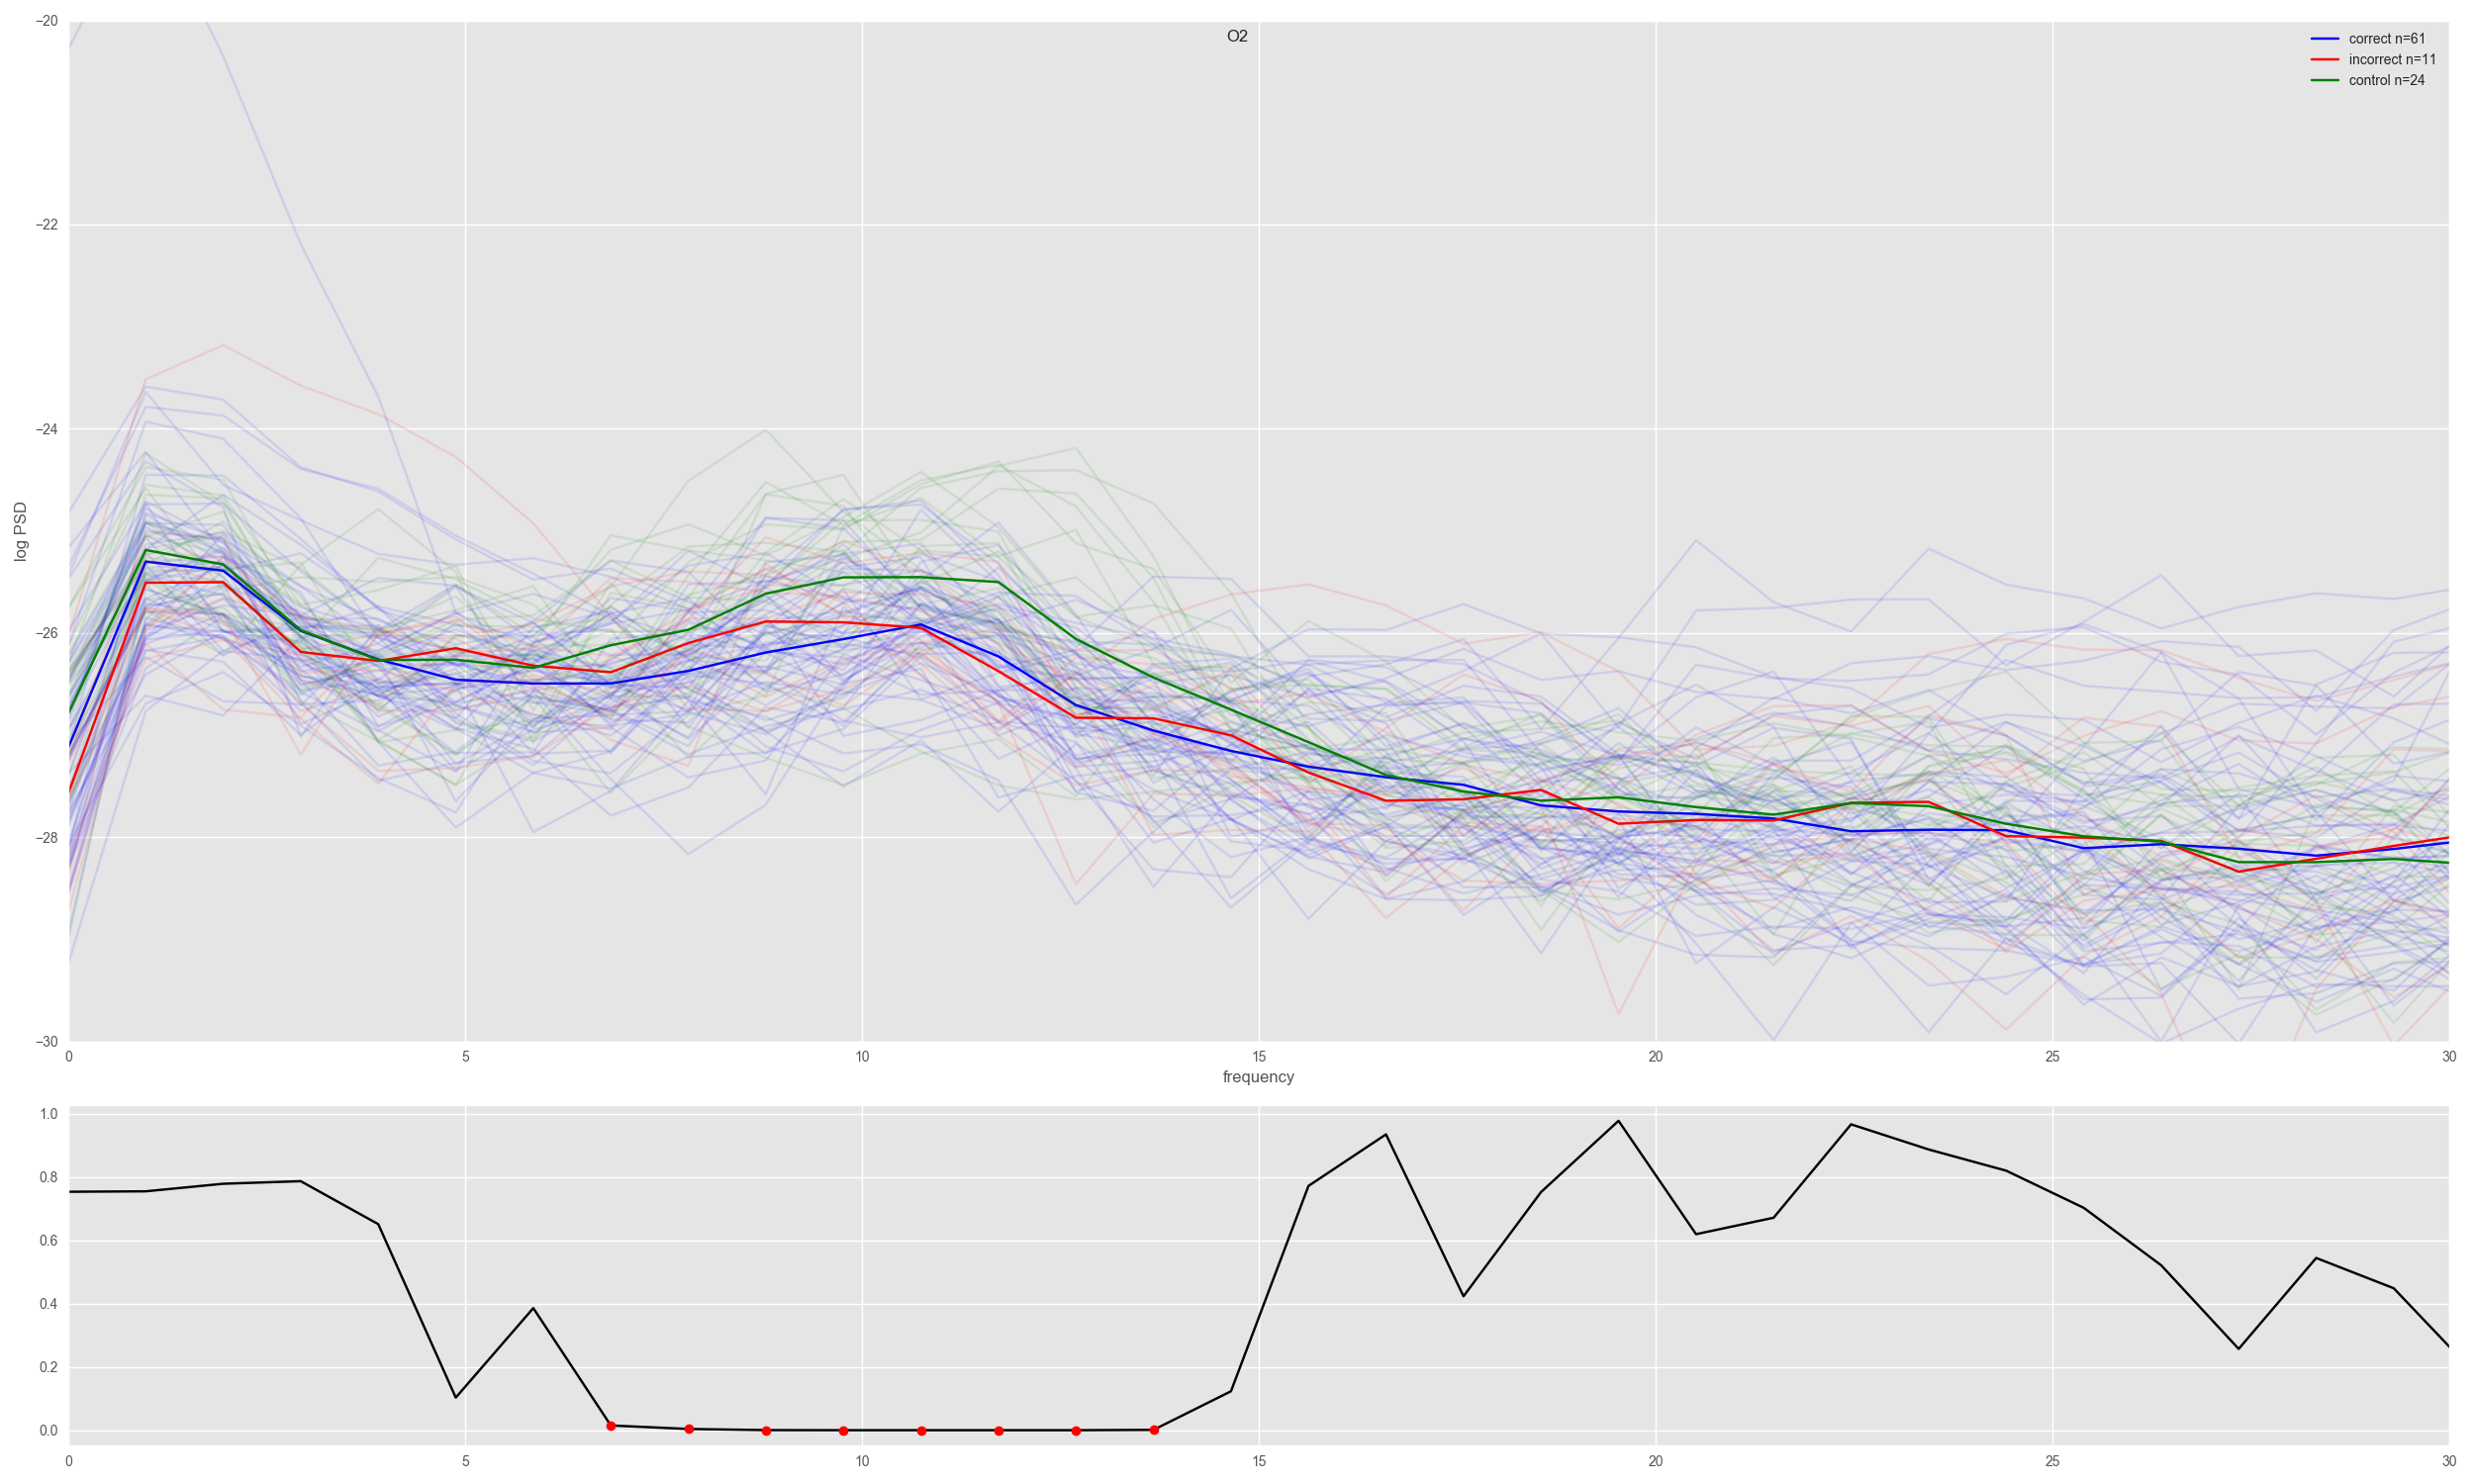 O2
correct n=61
incorrect n=11
control n=24
log PSD
−20
−22
−24
−26
−28
−30
0 5 10 15 20 25 30
frequency
1.0
0.8
0.6
0.4
0.2
0.0
0 5 10 15 20 25 30